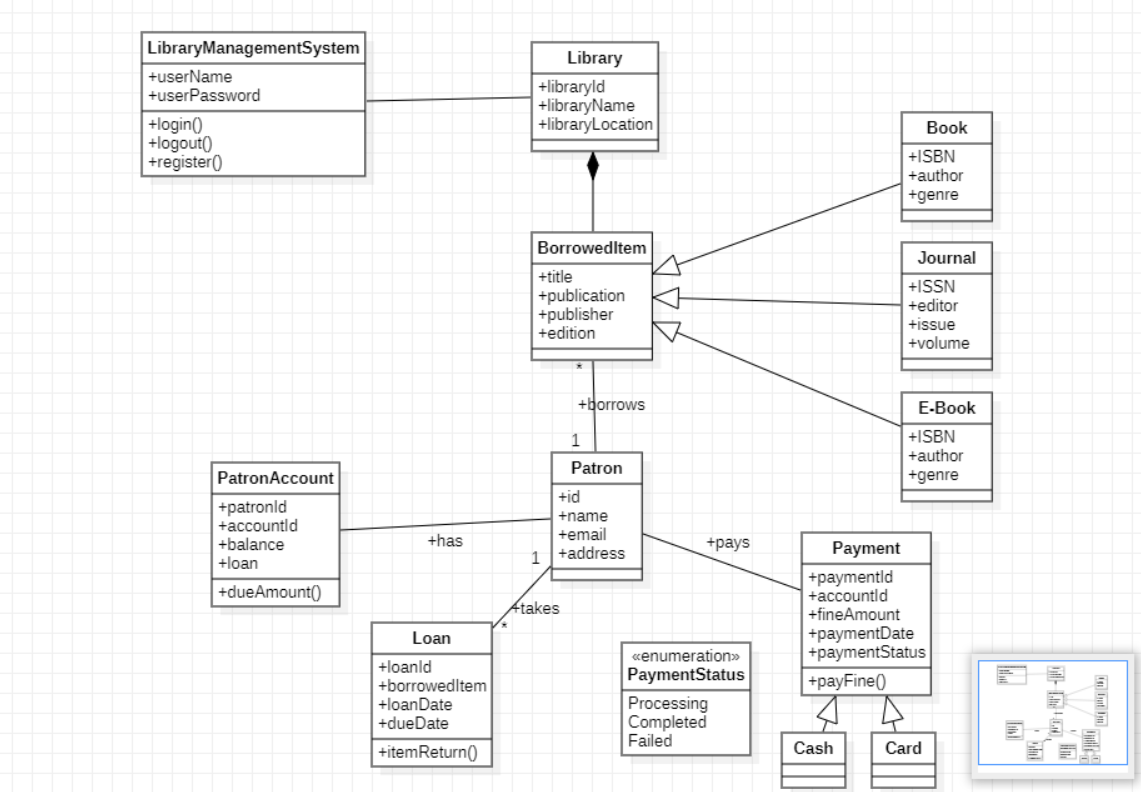 LibraryManagementSystem
+userName
+userPassword
+login()
+logout()
+register()
Library
+libraryId
+libraryName
+libraryLocation
Book
+ISBN
+author
+genre
BorrowedItem
+title
+publication
+publisher
+edition
Journal
+ISSN
+editor
+issue
+volume
*
+borrows
1
E-Book
+ISBN
+author
+genre
Patron
+id
+name
+email
+address
PatronAccount
+patronId
+accountId
+balance
+loan
+dueAmount()
+has
1
+takes
*
+pays
Payment
+paymentId
+accountId
+fineAmount
+paymentDate
+paymentStatus
+payFine()
Loan
+loanId
+borrowedItem
+loanDate
+dueDate
+itemReturn()
«enumeration»
PaymentStatus
Processing
Completed
Failed
Cash
Card